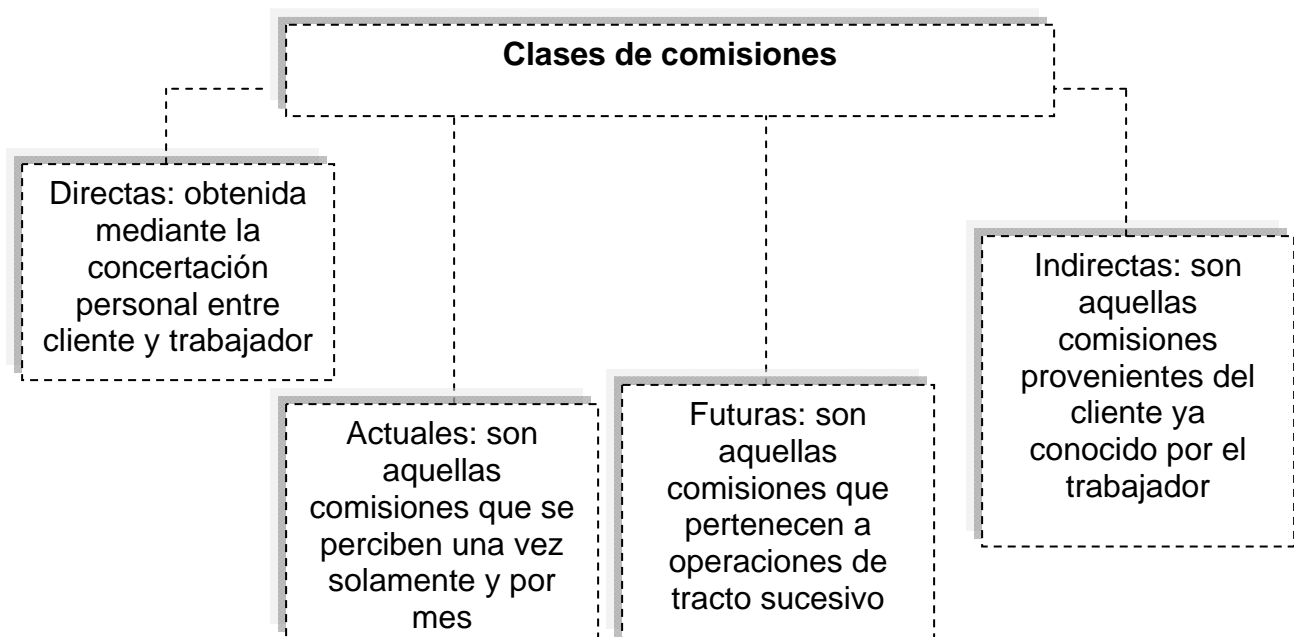 Clases de comisiones
Directas: obtenida
mediante la
concertación
personal entre
cliente y trabajador
Actuales: son
aquellas
comisiones que se
perciben una vez
solamente y por
mes
Futuras: son
aquellas
comisiones que
pertenecen a
operaciones de
tracto sucesivo
Indirectas: son
aquellas
comisiones
provenientes del
cliente ya
conocido por el
trabajador